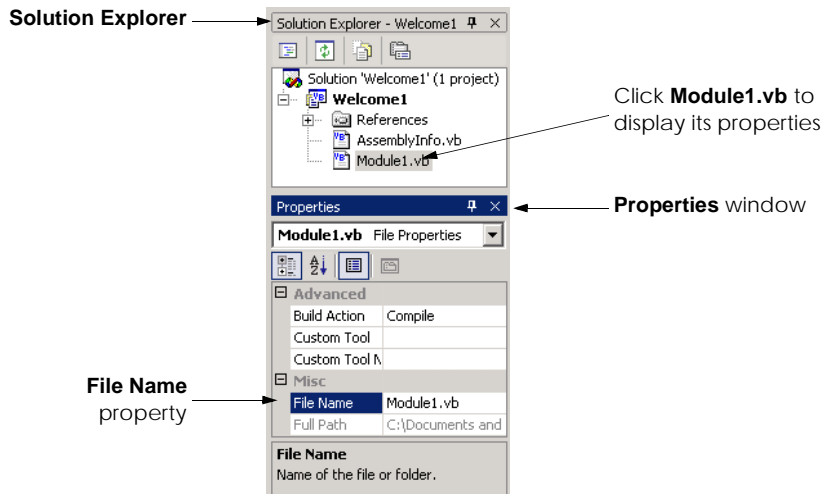 Solution Explorer
Solution Explorer - Welcome1
Solution 'Welcome1' (1 project)
Welcome1
References
AssemblyInfo.vb
Module1.vb
Click Module1.vb to
display its properties
Properties
Properties window
Module1.vb File Properties
Advanced
Build Action Compile
Custom Tool
Custom Tool N
Misc
File Name
property
File Name Module1.vb
Full Path C:\Documents and
File Name
Name of the file or folder.